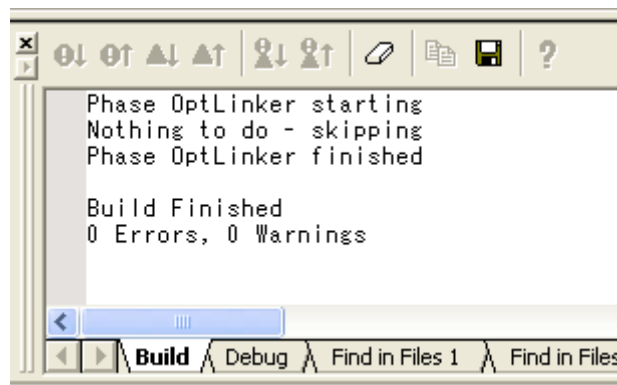 Phase OptLinker starting
Nothing to do - skipping
Phase OptLinker finished
Build Finished
0 Errors, 0 Warnings
Build Debug Find in Files 1 Find in Files